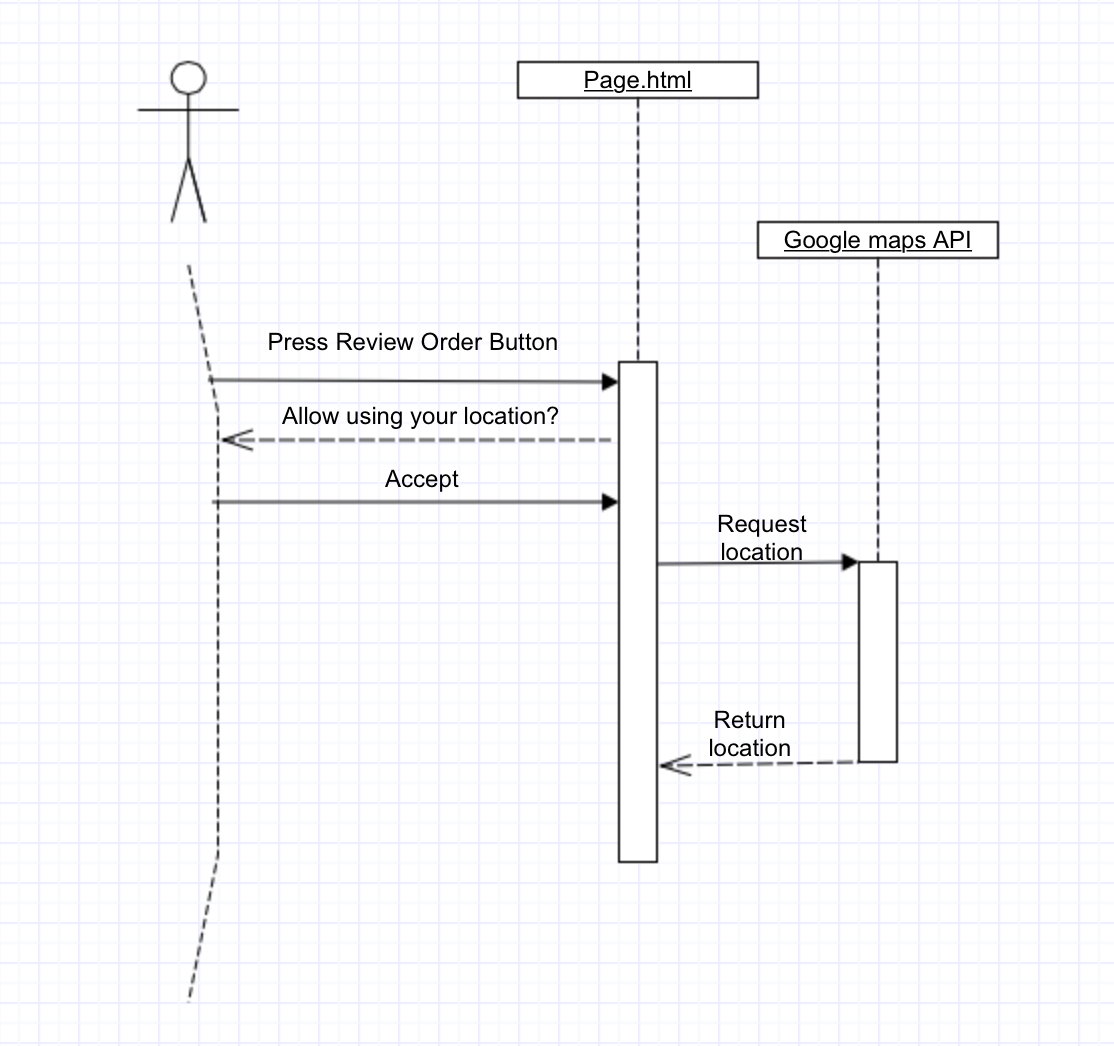 Page.html
Google maps API
Press Review Order Button
Allow using your location?
Accept
Request
location
Return
location